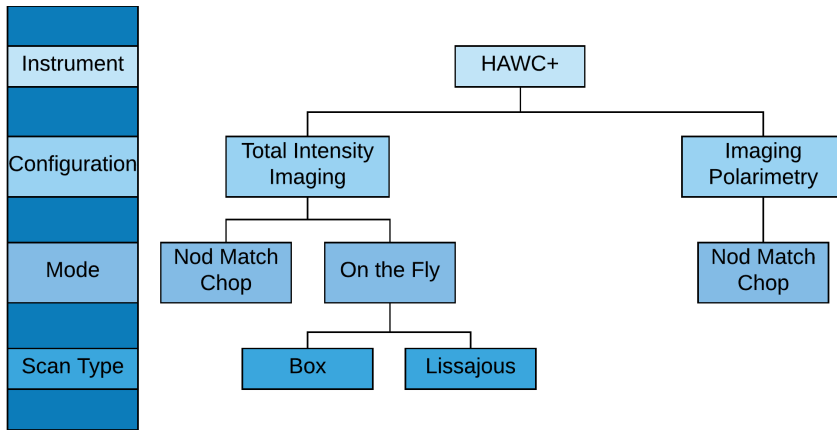 Instrument
HAWC+
Configuration
Total Intensity
Imaging
Imaging
Polarimetry
Mode
Nod Match
Chop
On the Fly
Nod Match
Chop
Scan Type
Box
Lissajous